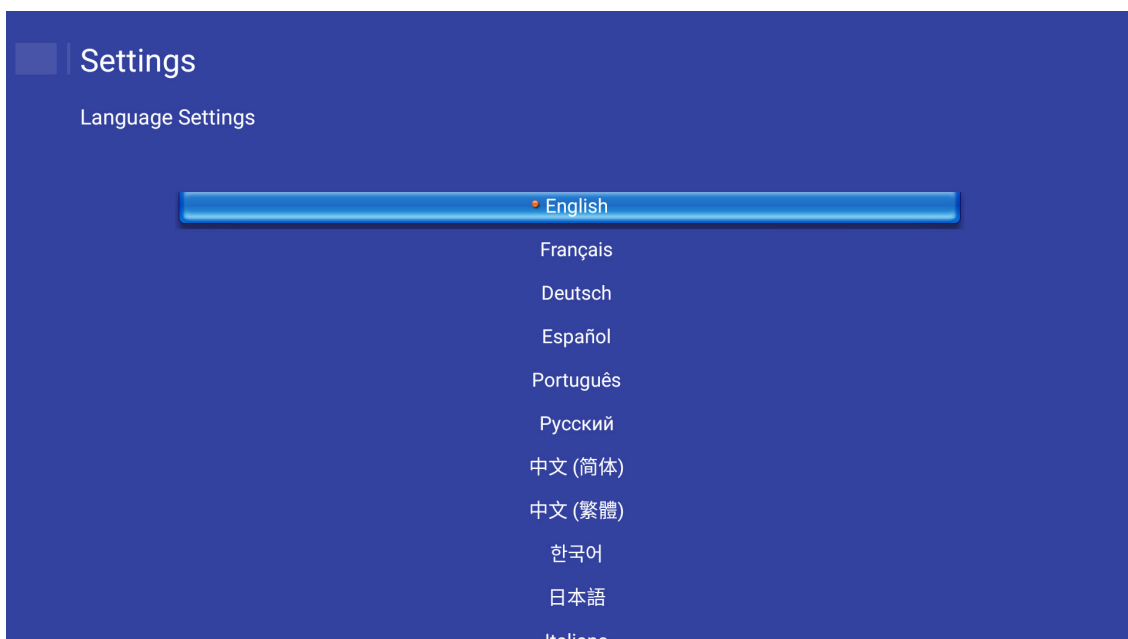 Settings
Language Settings
English
Français
Deutsch
Español
Português
Русский
中文 (简体)
中文 (繁體)
한국어
日本語